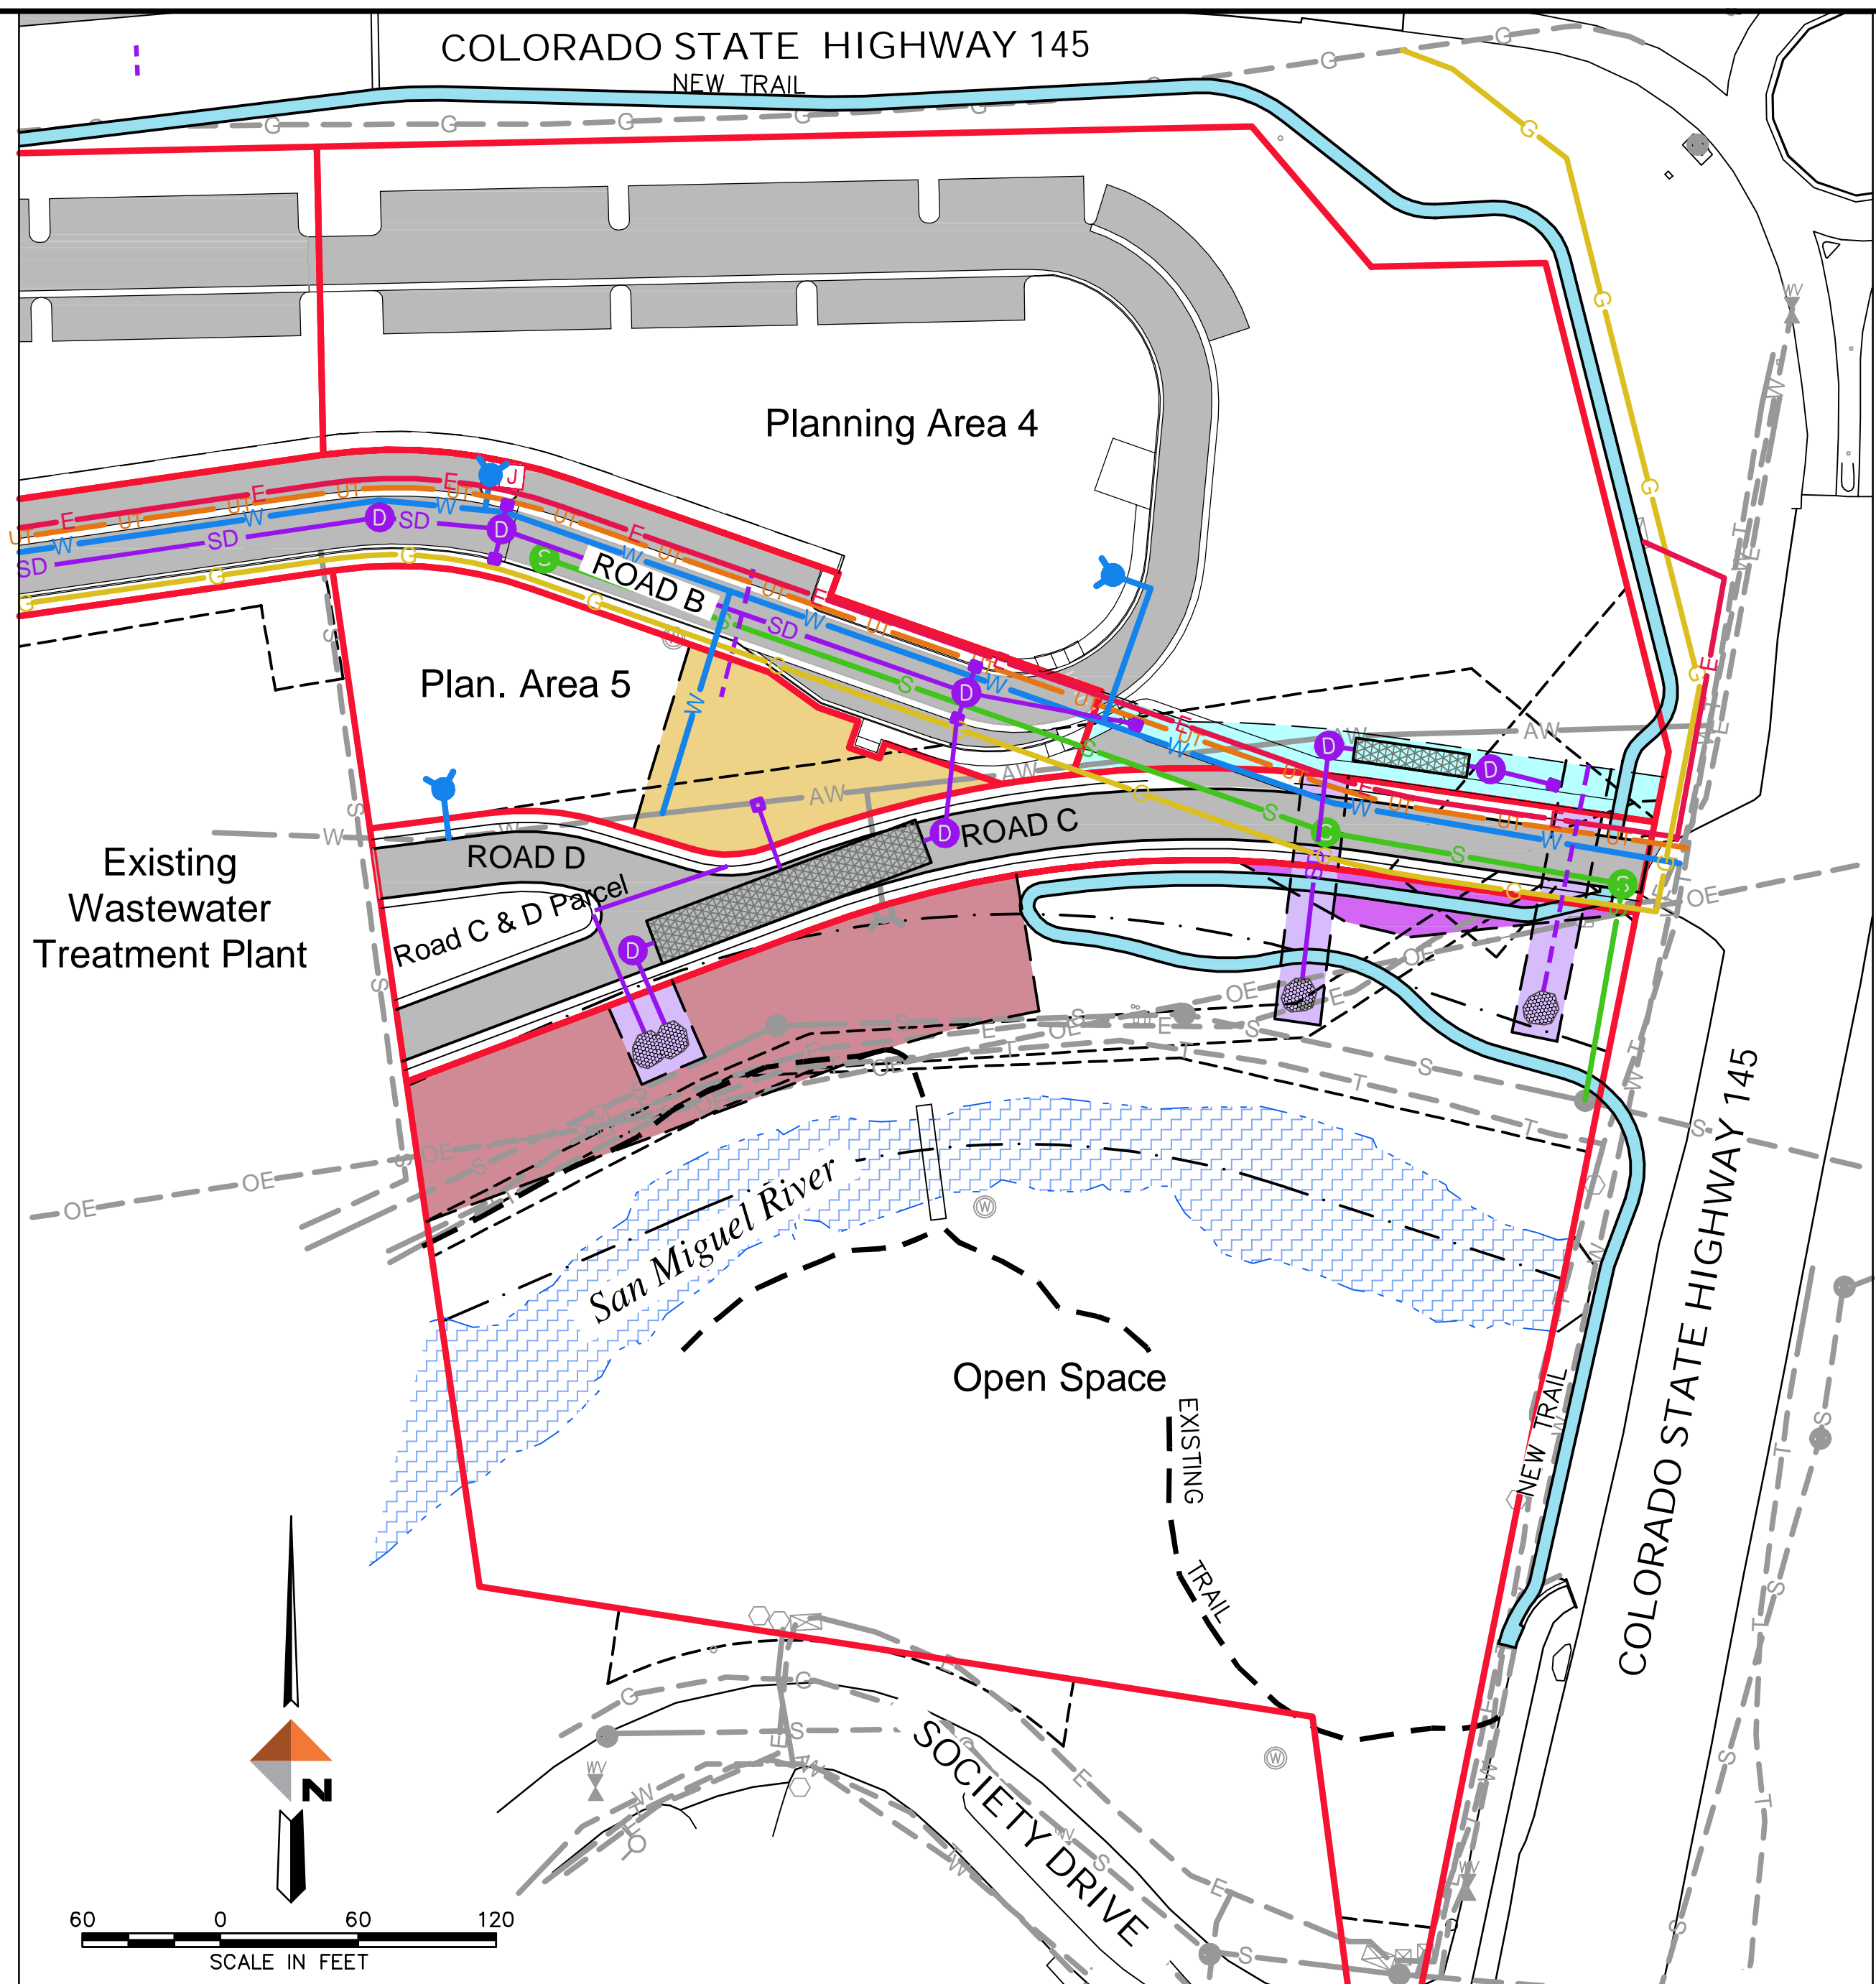 COLORADO STATE HIGHWAY 145
NEW TRAIL
Planning Area 4
J
ROAD B
Plan. Area 5
ROAD C
ROAD D
Road C & D Parcel
Existing
Wastewater
Treatment Plant
San Miguel River
Open Space
EXISTING
TRAIL
NEW TRAIL
COLORADO STATE HIGHWAY 145
SOCIETY DRIVE
N
60 0 60 120
SCALE IN FEET